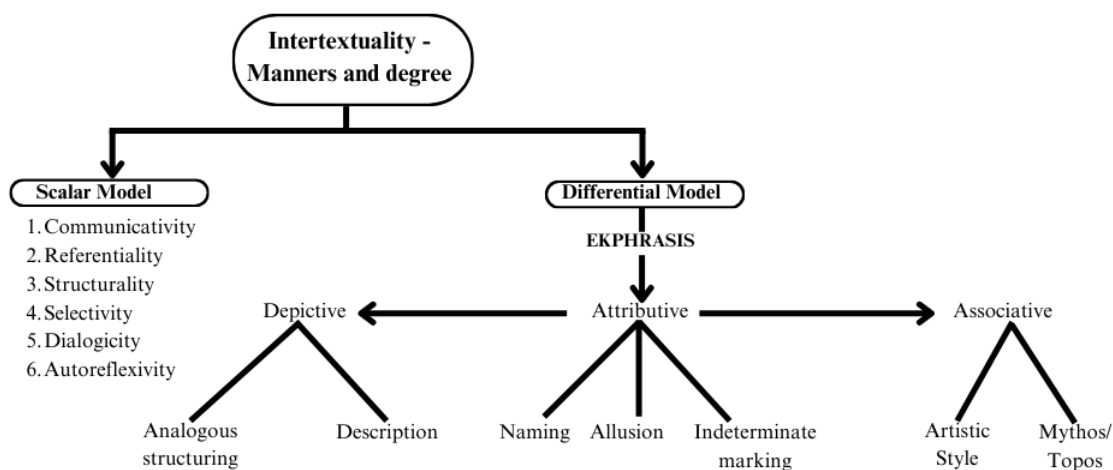 Intertextuality -
Manners and degree
Scalar Model
1. Communicativity
2. Referentiality
3. Structurality
4. Selectivity
5. Dialogicity
6. Autoreflexivity
Differential Model
EKPHRASIS
Depictive
Attributive
Associative
Analogous
structuring
Description
Naming
Allusion
Indeterminate
marking
Artistic
Style
Mythos/
Topos